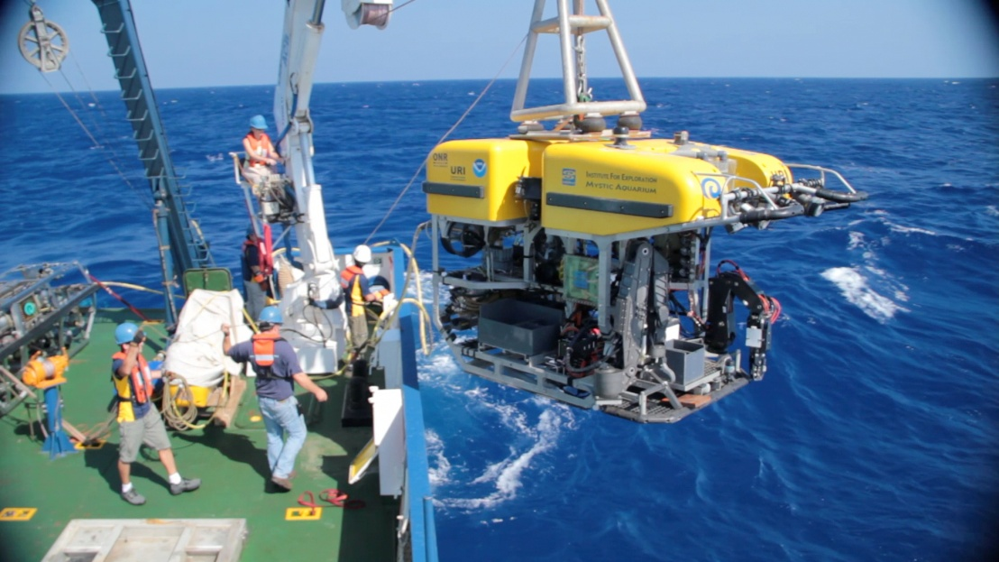 ONR
URI
INSTITUTE FOR EXPLORATION
MYSTIC AQUARIUM